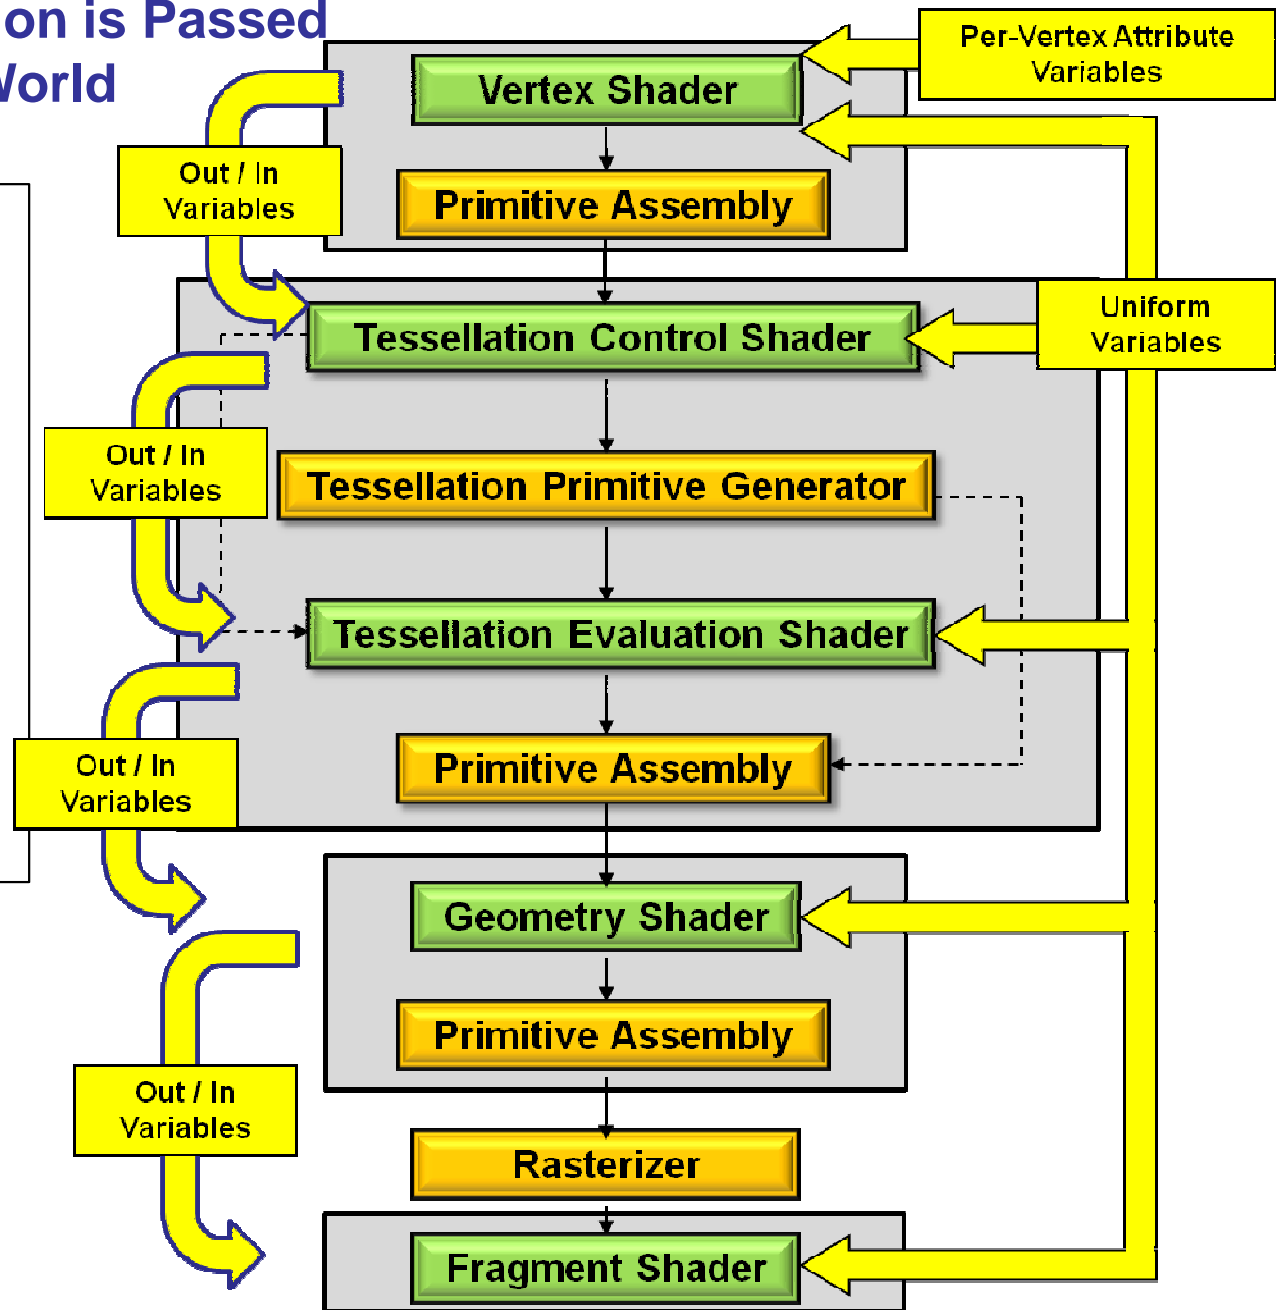 on is Passed
World
Per-Vertex Attribute
Variables
Vertex Shader
Out / In
Variables
Primitive Assembly
Uniform
Variables
Tessellation Control Shader
Out / In
Variables
Tessellation Primitive Generator
Tessellation Evaluation Shader
Out / In
Variables
Primitive Assembly
Geometry Shader
Primitive Assembly
Out / In
Variables
Rasterizer
Fragment Shader